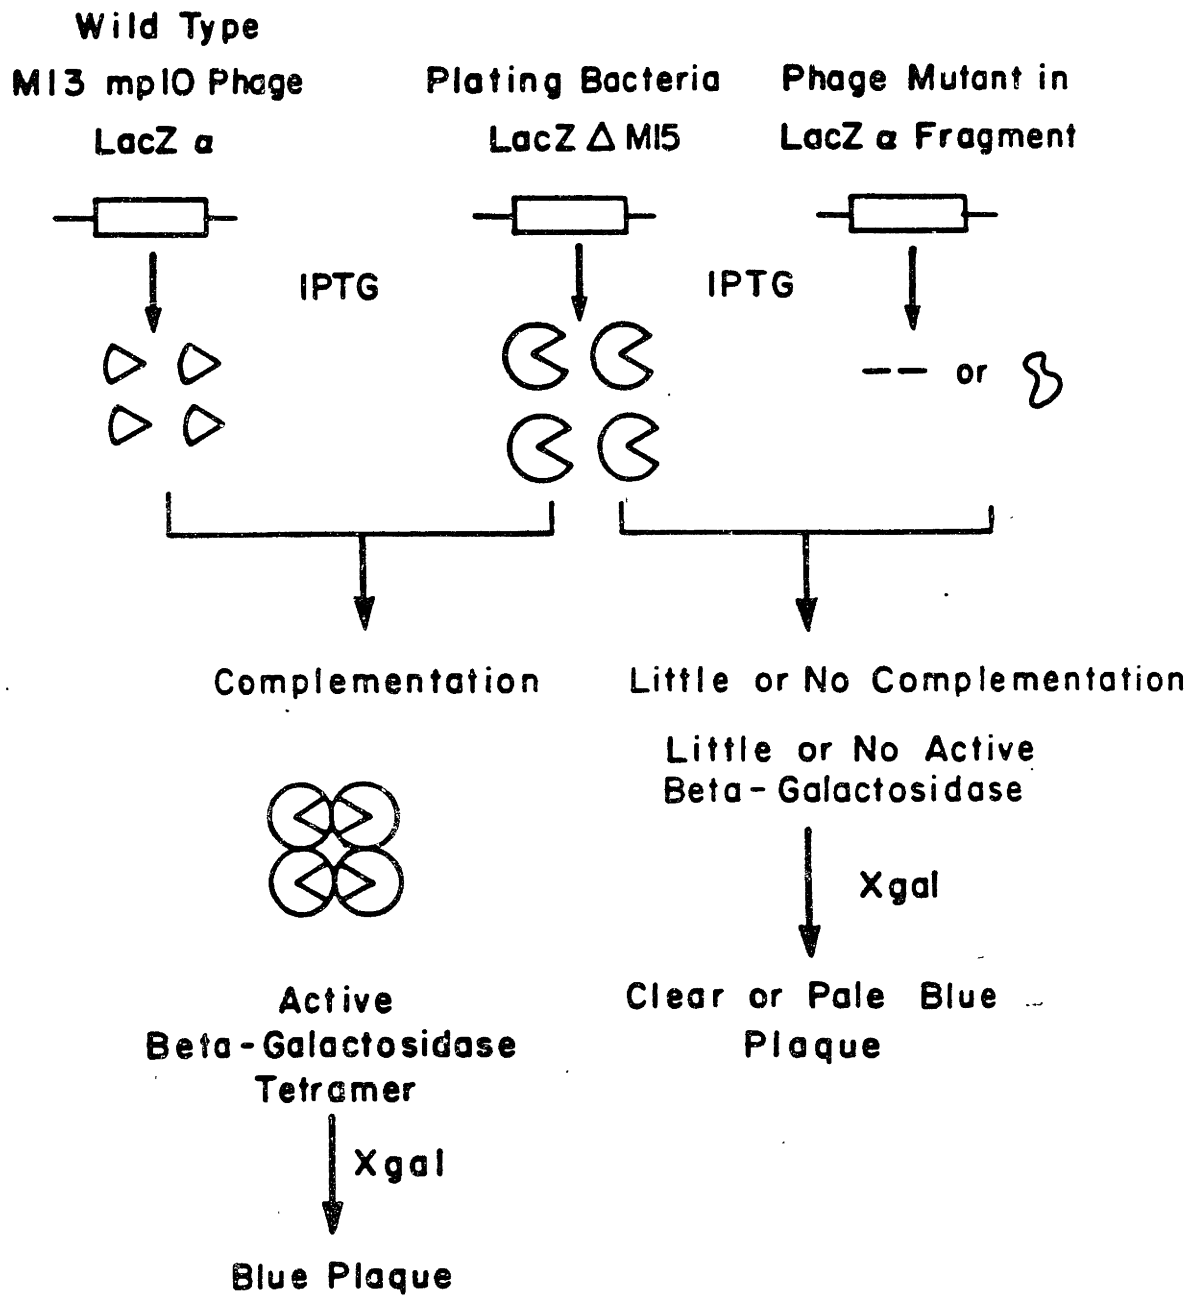 Wild Type
M13 mp10 Phage
LacZ α
Plating Bacteria
LacZ Δ M15
Phage Mutant in
LacZ α Fragment
IPTG
IPTG
-- or
Complementation
Little or No Complementation
Little or No Active
Beta-Galactosidase
Xgal
Clear or Pale Blue
Plaque
Active
Beta-Galactosidase
Tetramer
Xgal
Blue Plaque